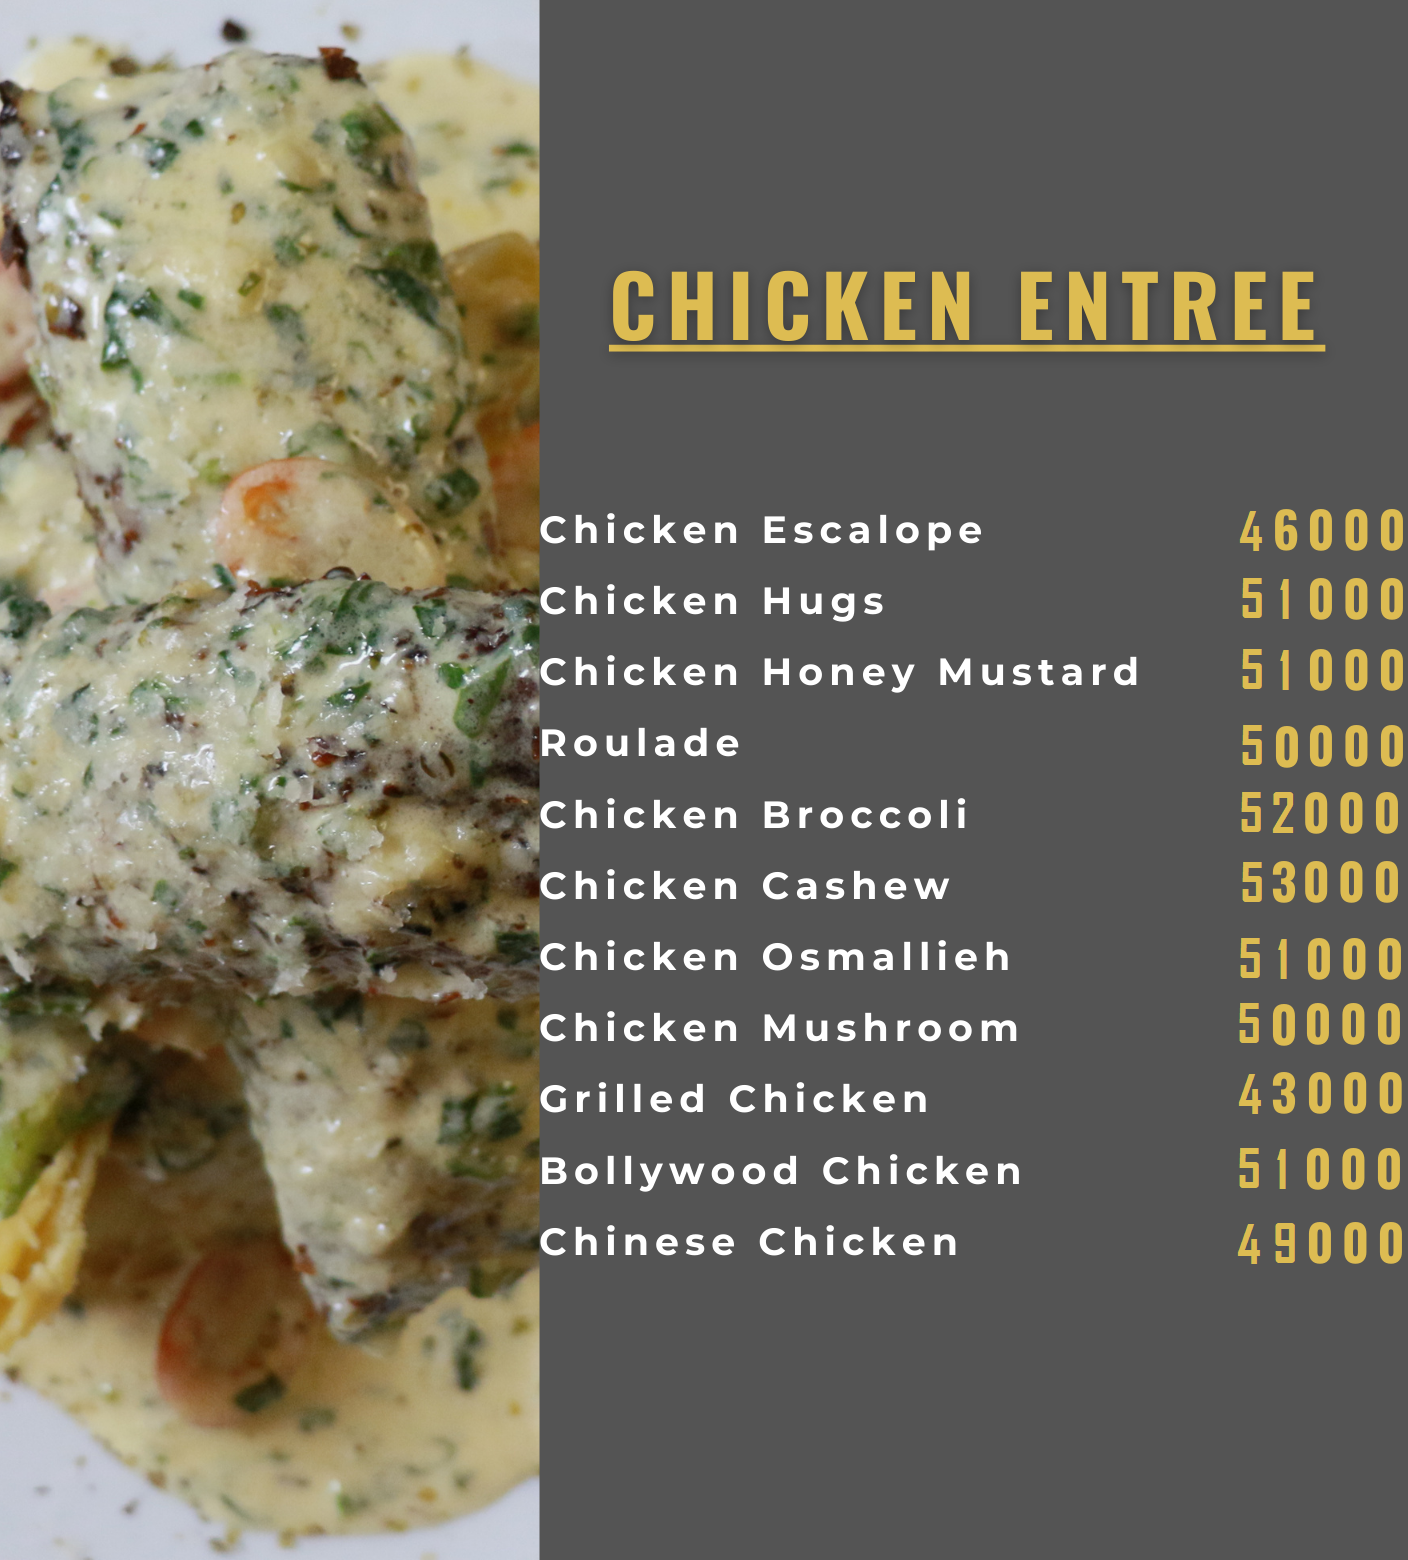 CHICKEN ENTREE
Chicken Escalope 46000
Chicken Hugs 51000
Chicken Honey Mustard 51000
Roulade 50000
Chicken Broccoli 52000
Chicken Cashew 53000
Chicken Osmallieh 51000
Chicken Mushroom 50000
Grilled Chicken 43000
Bollywood Chicken 51000
Chinese Chicken 49000